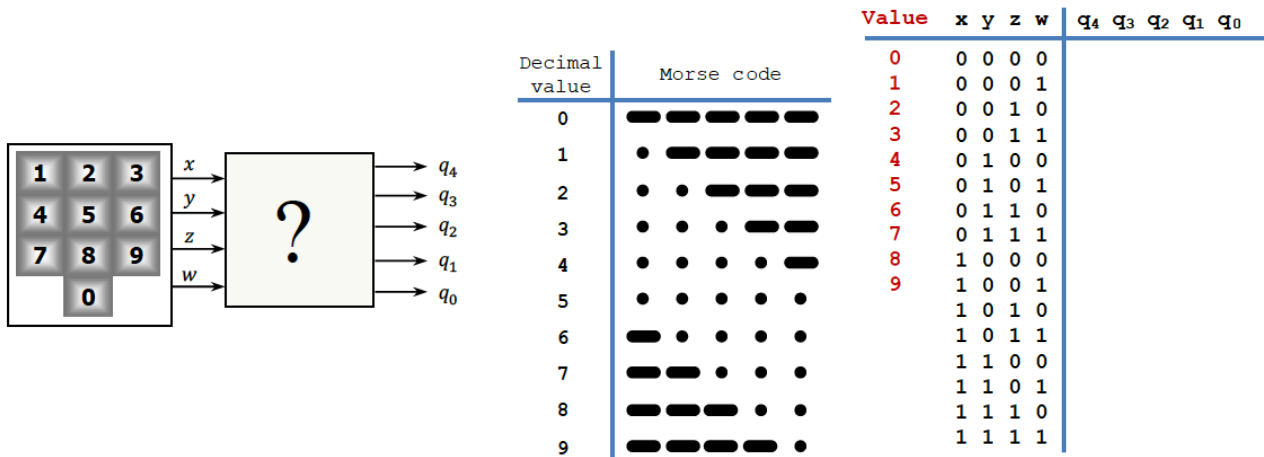 1 2 3
4 5 6
7 8 9
0
x
y
z
w
?
q4
q3
q2
q1
q0
Decimal value Morse code
0
1
2
3
4
5
6
7
8
9
Value x y z w q4 q3 q2 q1 q0
0 0 0 0 0
1 0 0 0 1
2 0 0 1 0
3 0 0 1 1
4 0 1 0 0
5 0 1 0 1
6 0 1 1 0
7 0 1 1 1
8 1 0 0 0
9 1 0 0 1
1 0 1 0
1 0 1 1
1 1 0 0
1 1 0 1
1 1 1 0
1 1 1 1